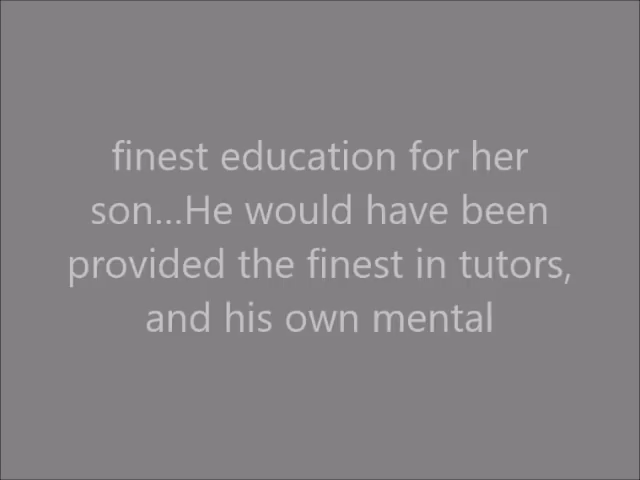 finest education for her
son...He would have been
provided the finest in tutors,
and his own mental